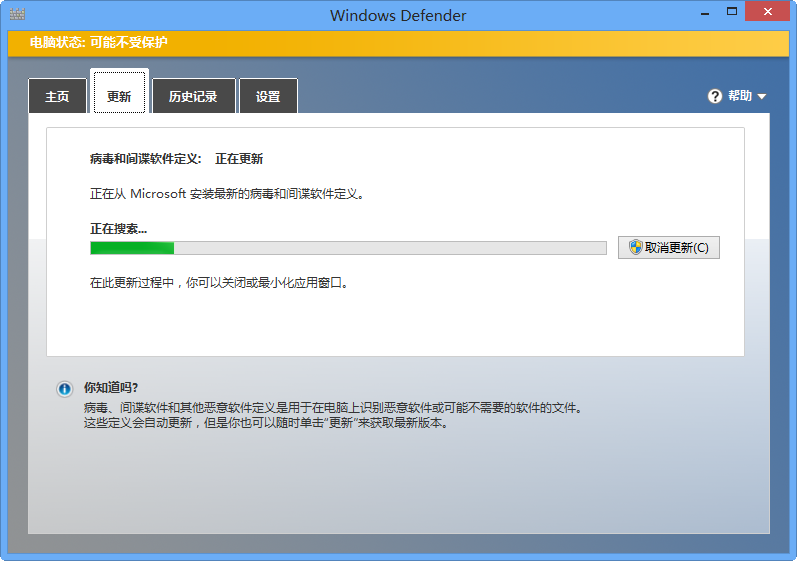 Windows Defender
电脑状态: 可能不受保护
主页
更新
历史记录
设置
帮助
病毒和间谍软件定义: 正在更新
正在从 Microsoft 安装最新的病毒和间谍软件定义。
正在搜索...
取消更新(C)
在此更新过程中，你可以关闭或最小化应用窗口。
你知道吗?
病毒、间谍软件和其他恶意软件定义是用于在电脑上识别恶意软件或可能不需要的软件的文件。
这些定义会自动更新，但是你也可以随时单击"更新"来获取最新版本。